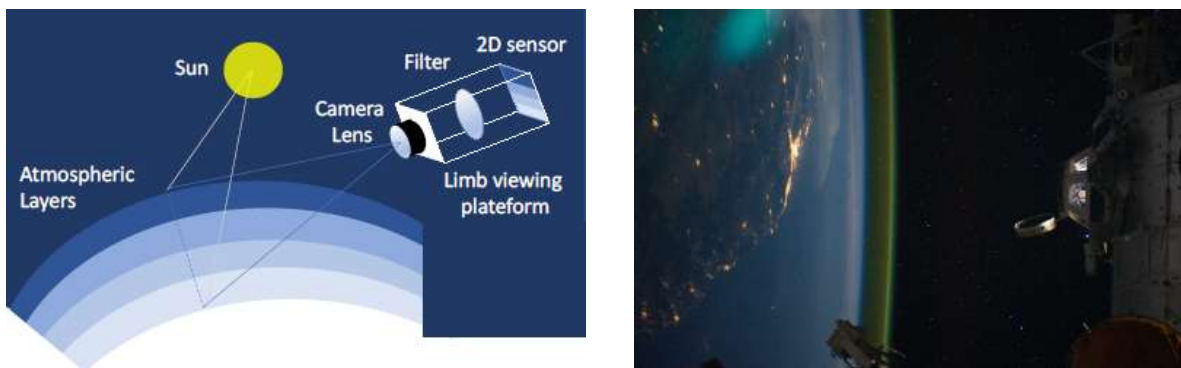 Sun
Filter
2D sensor
Camera
Lens
Atmospheric
Layers
Limb viewing
plateform